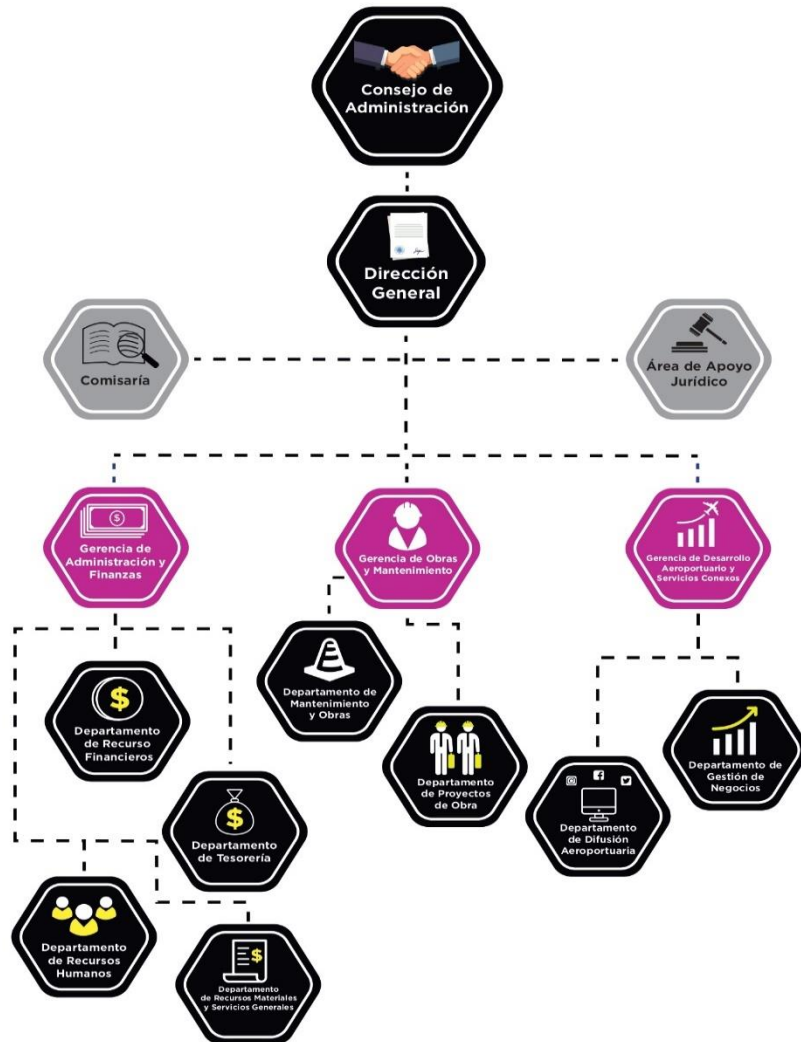 Consejo de
Administración
Dirección
General
Comisaría
Área de Apoyo
Jurídico
$
Gerencia de
Administración y
Finanzas
Gerencia de Obras
y Mantenimiento
Gerencia de Desarrollo
Aeroportuario y
Servicios Conexos
$
Departamento
de Recurso
Financieros
Departamento de
Mantenimiento
y Obras
Departamento
de Proyectos
de Obra
Departamento
de Difusión
Aeroportuaria
Departamento de
Gestión de
Negocios
$
Departamento
de Tesorería
Departamento
de Recursos
Humanos
$
Departamento
de Recursos Materiales
y Servicios Generales